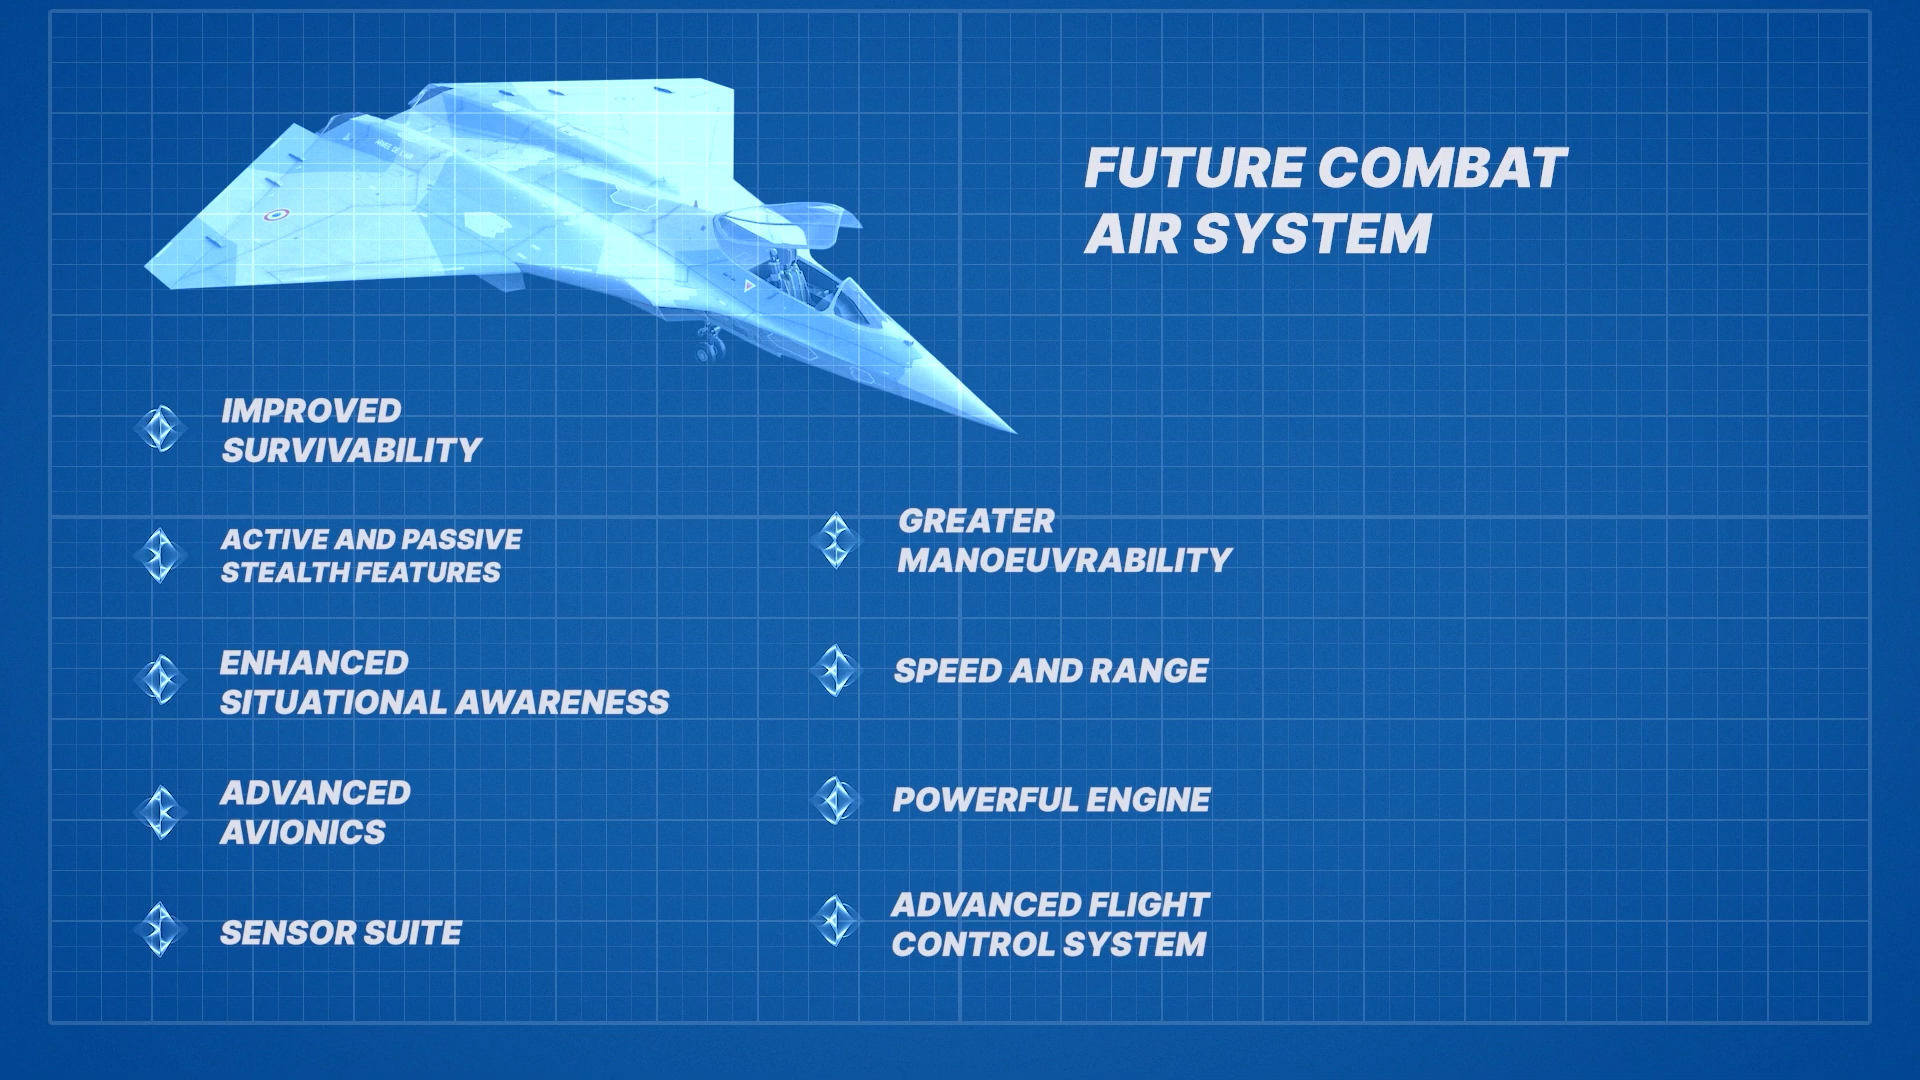 FUTURE COMBAT
AIR SYSTEM
IMPROVED
SURVIVABILITY
ACTIVE AND PASSIVE
STEALTH FEATURES
ENHANCED
SITUATIONAL AWARENESS
ADVANCED
AVIONICS
SENSOR SUITE
GREATER
MANOEUVRABILITY
SPEED AND RANGE
POWERFUL ENGINE
ADVANCED FLIGHT
CONTROL SYSTEM